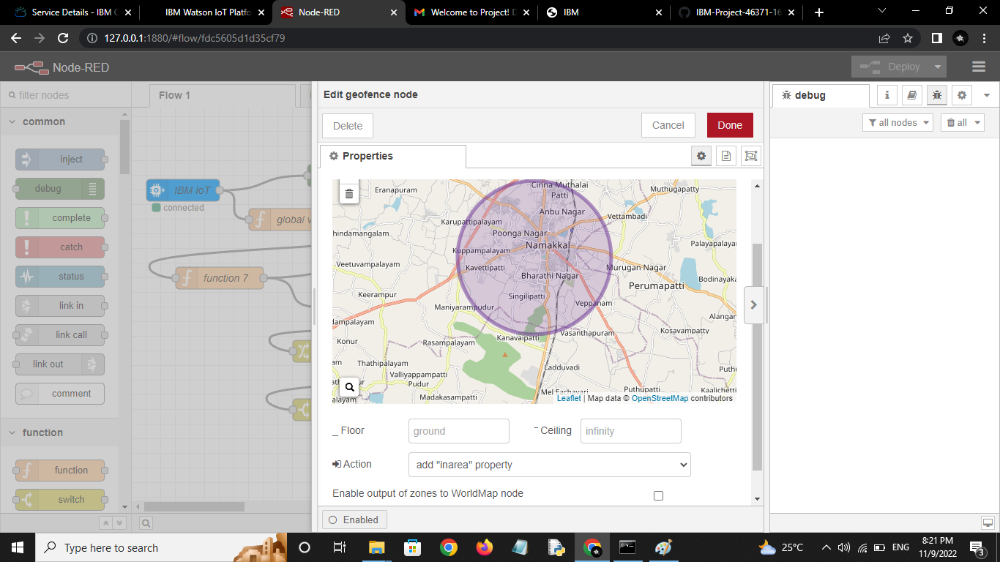 Service Details - IBM C
IBM Watson IoT Platfo
Node-RED
Welcome to Project! D
IBM
IBM-Project-46371-16
127.0.0.1:1880/#flow/fdc5605d1d35cf79
Node-RED
Deploy
filter nodes
Flow 1
Edit geofence node
debug
common
Delete
Cancel
Done
all nodes
all
inject
Properties
debug
IBM IoT
connected
complete
global v
catch
status
function 7
link in
link call
link out
comment
function
function
switch
Cinna Muthalai
Patti
Eranapuram
Muthugapatty
Anbu Nagar
Vettambadi
Karupattipalayam
hindamangalam
Poonga Nagar
Namakkal
Palayapalayam
Kuppampalayam
Veetuvampalayam
Kavettipatti
Murugan Nagar
Bharathi Nagar
Perumapatti
Bodinayaka
Keerampur
Singilipatti
Veppanam
Maniyarampudur
Alangan
dampalayam
Kosavampatty
Vasanthapuram
Kanavaipatti
Konur
Rasampalayam
am
Thathipalayam
Valliyappampatti
Pudur
Ladduvadi
Puthupatti
Kaalichetti
alayam
Madakasampatti
Mel Eachavari
Leaflet | Map data © OpenStreetMap contributors
_ Floor
ground
¯ Ceiling
infinity
Action
add "inarea" property
Enable output of zones to WorldMap node
Enabled
Type here to search
25°C
ENG
8:21 PM
11/9/2022
3